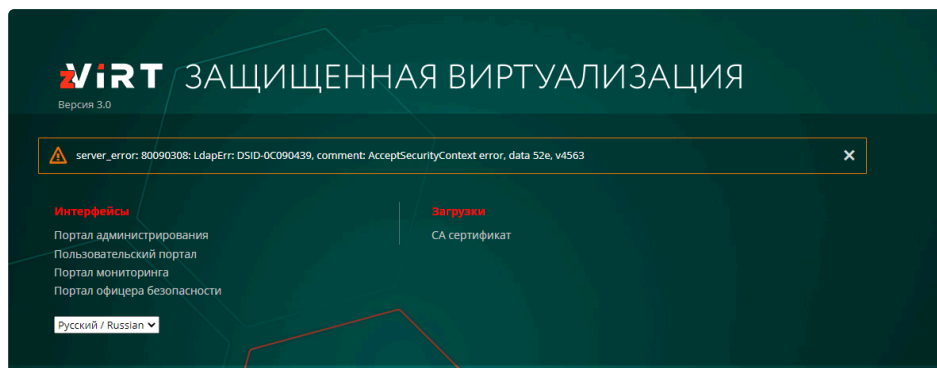 zViRT ЗАЩИЩЕННАЯ ВИРТУАЛИЗАЦИЯ
Версия 3.0
server_error: 80090308: LdapErr: DSID-0C090439, comment: AcceptSecurityContext error, data 52e, v4563
Интерфейсы
Портал администрирования
Пользовательский портал
Портал мониторинга
Портал офицера безопасности
Загрузки
CA сертификат
Русский / Russian